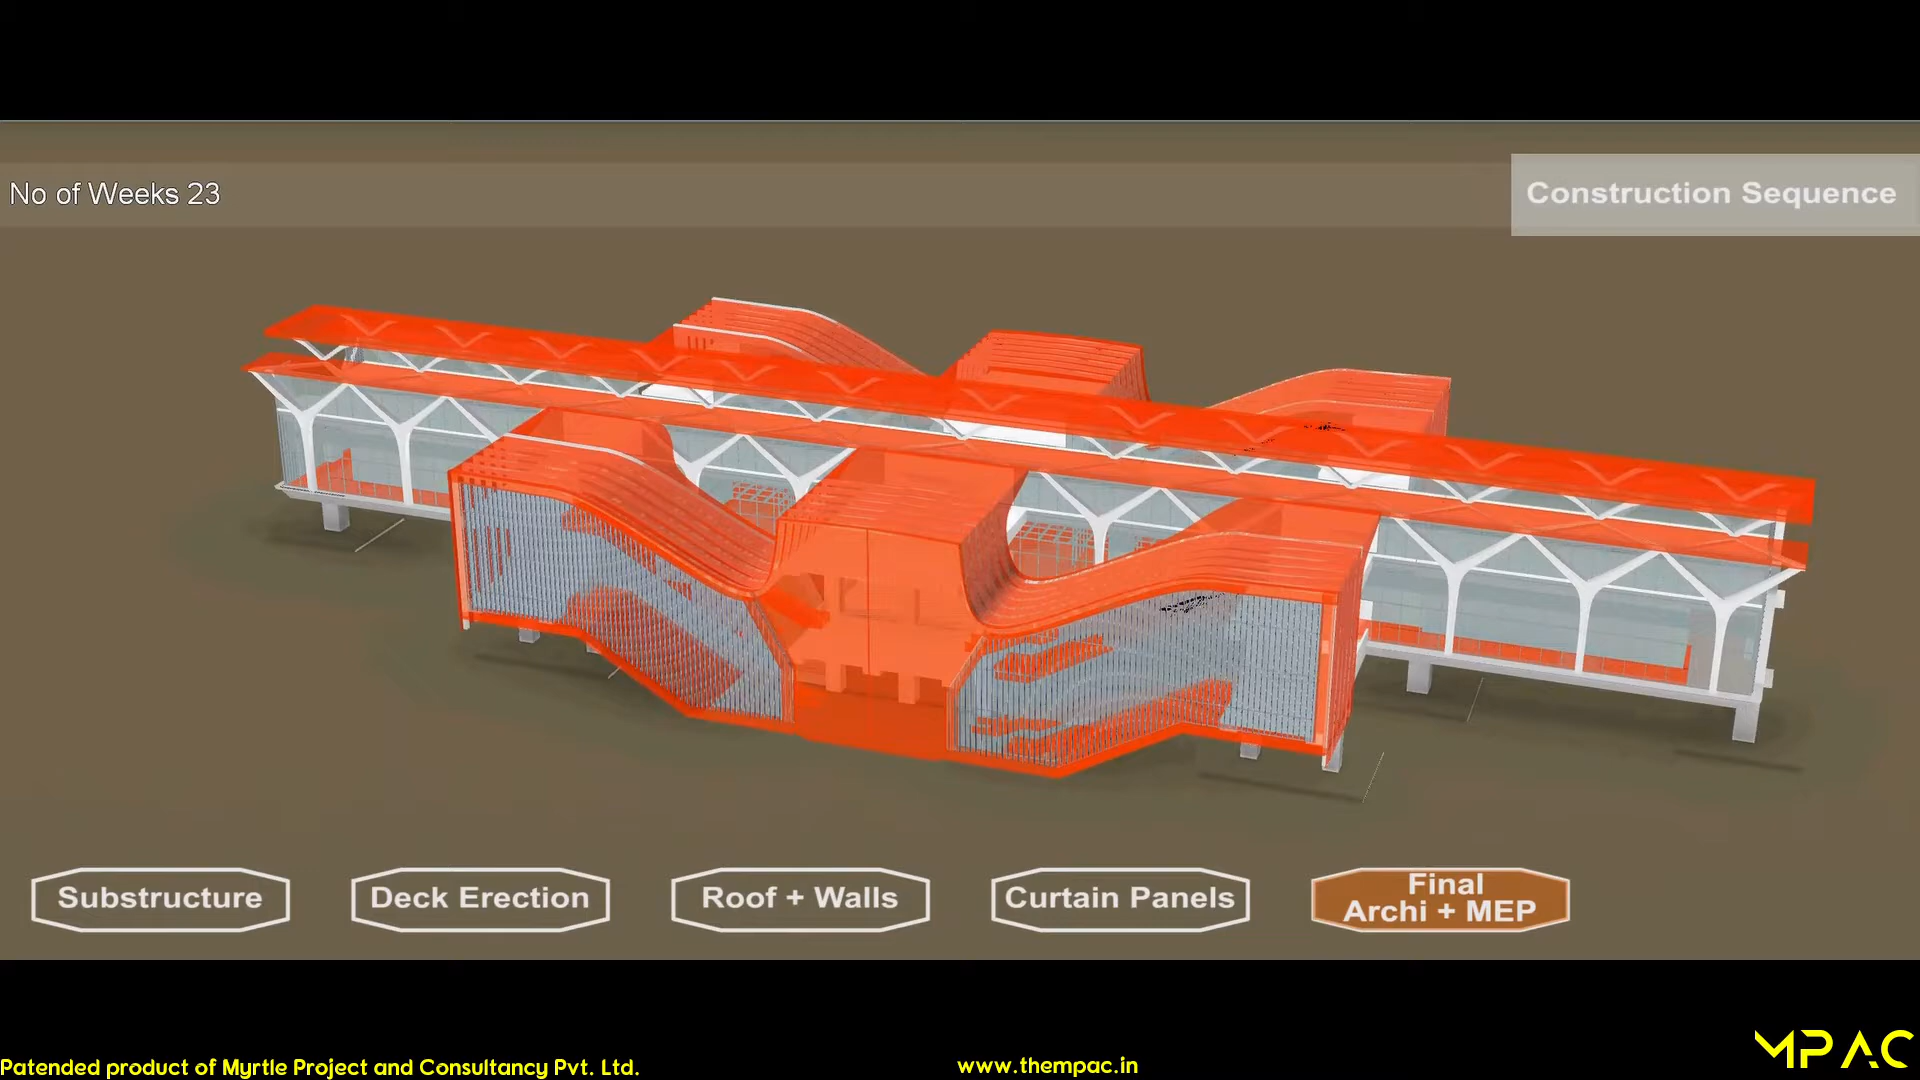 No of Weeks 23
Construction Sequence
Substructure
Deck Erection
Roof + Walls
Curtain Panels
Final
Archi + MEP
Patended product of Myrtle Project and Consultancy Pvt. Ltd.
www.thempac.in
MPAC